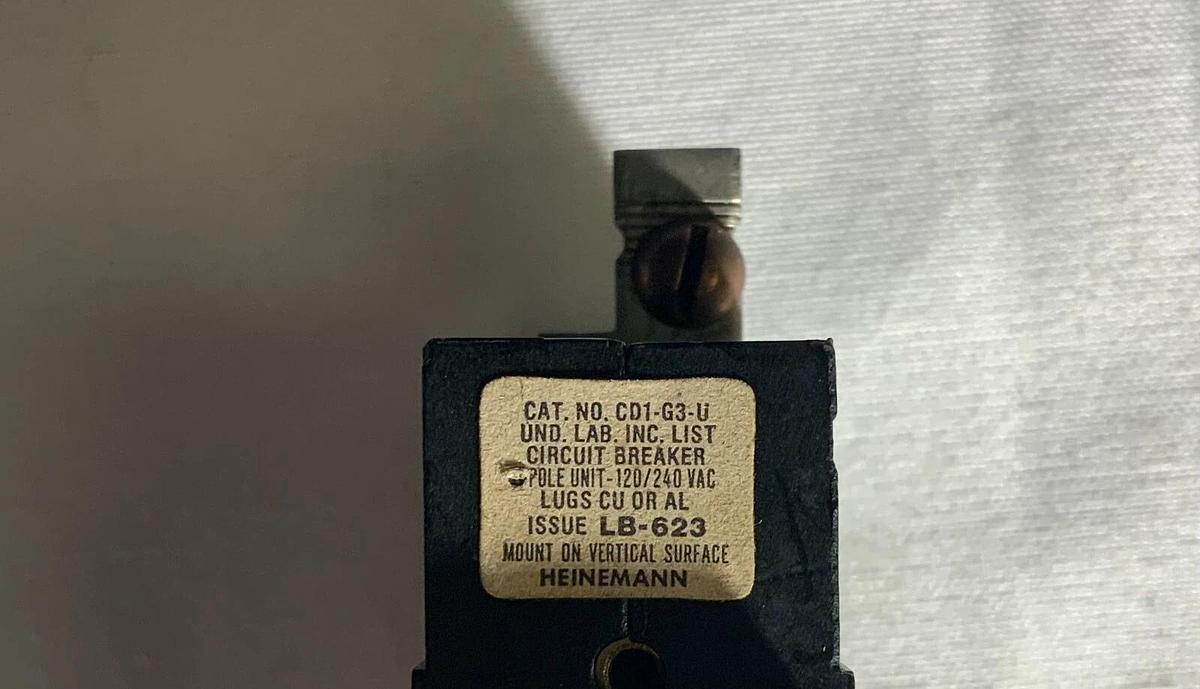 CAT. NO. CD1-G3-U
UND. LAB. INC. LIST
CIRCUIT BREAKER
POLE UNIT-120/240 VAC
LUGS CU OR AL
ISSUE LB-623
MOUNT ON VERTICAL SURFACE
HEINEMANN